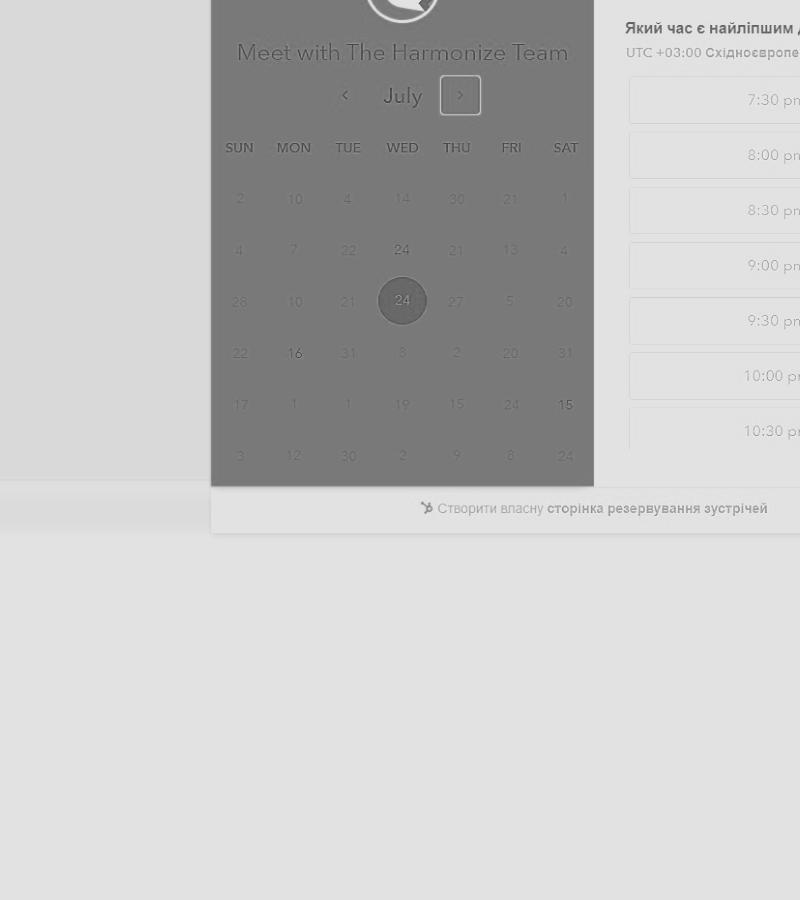 Meet with The Harmonize Team
July
SUN MON TUE WED THU FRI SAT
2 10 4 14 30 21 1
4 7 22 24 21 13 4
28 10 21 24 27 5 20
22 16 31 8 2 20 31
17 1 1 19 15 24 15
3 12 30 2 9 8 24
Який час є найліпшим
UTC +03:00 Східноєвропе
7:30 pm
8:00 pm
8:30 pm
9:00 pm
9:30 pm
10:00 pm
10:30 pm
Створити власну сторінка резервування зустрічей